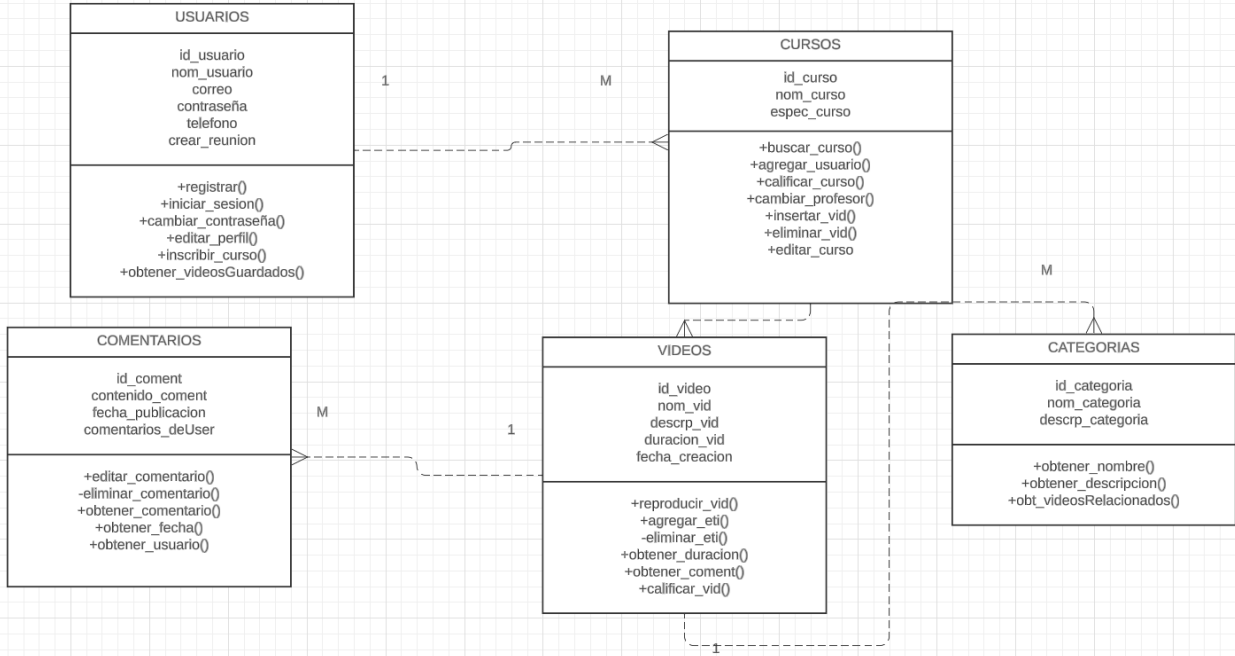 USUARIOS
id_usuario
nom_usuario
correo
contraseña
telefono
crear_reunion
+registrar()
+iniciar_sesion()
+cambiar_contraseña()
+editar_perfil()
+inscribir_curso()
+obtener_videosGuardados()
1
M
CURSOS
id_curso
nom_curso
espec_curso
+buscar_curso()
+agregar_usuario()
+calificar_curso()
+cambiar_profesor()
+insertar_vid()
+eliminar_vid()
+editar_curso
M
COMENTARIOS
id_coment
contenido_coment
fecha_publicacion
comentarios_deUser
+editar_comentario()
-eliminar_comentario()
+obtener_comentario()
+obtener_fecha()
+obtener_usuario()
M
1
VIDEOS
id_video
nom_vid
descrp_vid
duracion_vid
fecha_creacion
+reproducir_vid()
+agregar_eti()
-eliminar_eti()
+obtener_duracion()
+obtener_coment()
+calificar_vid()
1
CATEGORIAS
id_categoria
nom_categoria
descrp_categoria
+obtener_nombre()
+obtener_descripcion()
+obt_videosRelacionados()